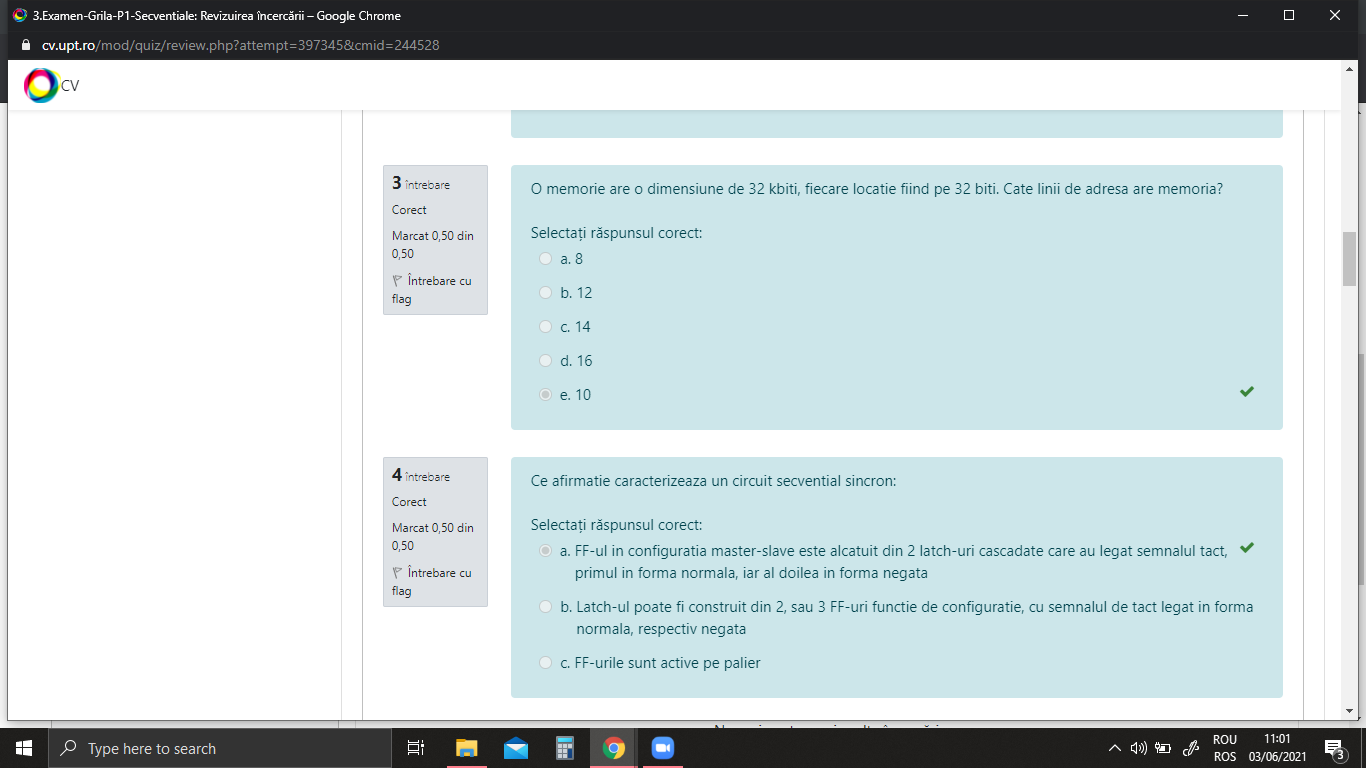 3.Examen-Grila-P1-Secventiale: Revizuirea încercării – Google Chrome
cv.upt.ro/mod/quiz/review.php?attempt=397345&cmid=244528
CV
3 întrebare
Corect
Marcat 0,50 din
0,50
Întrebare cu
flag
O memorie are o dimensiune de 32 kbiti, fiecare locatie fiind pe 32 biti. Cate linii de adresa are memoria?
Selectați răspunsul corect:
a. 8
b. 12
c. 14
d. 16
e. 10
4 întrebare
Corect
Marcat 0,50 din
0,50
Întrebare cu
flag
Ce afirmatie caracterizeaza un circuit secvential sincron:
Selectați răspunsul corect:
a. FF-ul in configuratia master-slave este alcatuit din 2 latch-uri cascadate care au legat semnalul tact,
primul in forma normala, iar al doilea in forma negata
b. Latch-ul poate fi construit din 2, sau 3 FF-uri functie de configuratie, cu semnalul de tact legat in forma
normala, respectiv negata
c. FF-urile sunt active pe palier
Type here to search
ROU
ROS
11:01
03/06/2021
3